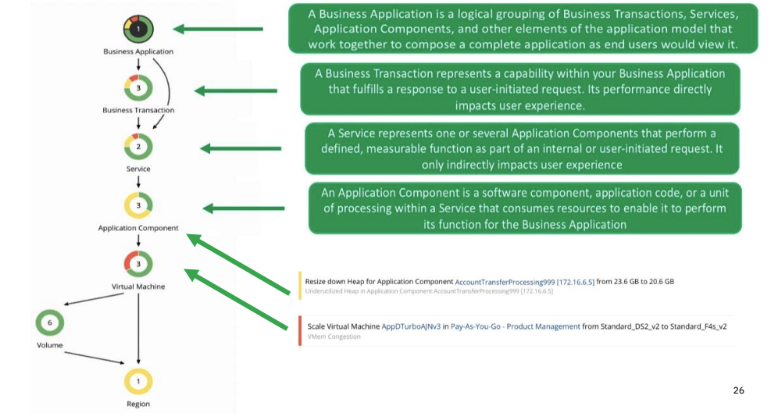 1
Business Application
3
Business Transaction
2
Service
3
Application Component
3
Virtual Machine
6
Volume
1
Region
A Business Application is a logical grouping of Business Transactions, Services,
Application Components, and other elements of the application model that
work together to compose a complete application as end users would view it.
A Business Transaction represents a capability within your Business Application
that fulfills a response to a user-initiated request. Its performance directly
impacts user experience.
A Service represents one or several Application Components that perform a
defined, measurable function as part of an internal or user-initiated request. It
only indirectly impacts user experience
An Application Component is a software component, application code, or a unit
of processing within a Service that consumes resources to enable it to perform
its function for the Business Application
Resize down Heap for Application Component AccountTransferProcessing999 [172.16.6.5] from 23.6 GB to 20.6 GB
Underutilized Heap in Application Component AccountTransferProcessing999 [172.16.6.5]
Scale Virtual Machine AppDTurboAJNv3 in Pay-As-You-Go - Product Management from Standard_DS2_v2 to Standard_F4s_v2
VMem Congestion
26